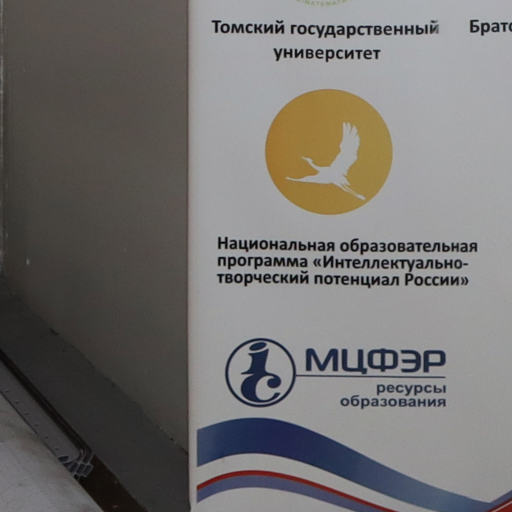 Томский государственный
университет
Национальная образовательная
программа «Интеллектуально-
творческий потенциал России»
МЦФЭР
ресурсы
образования